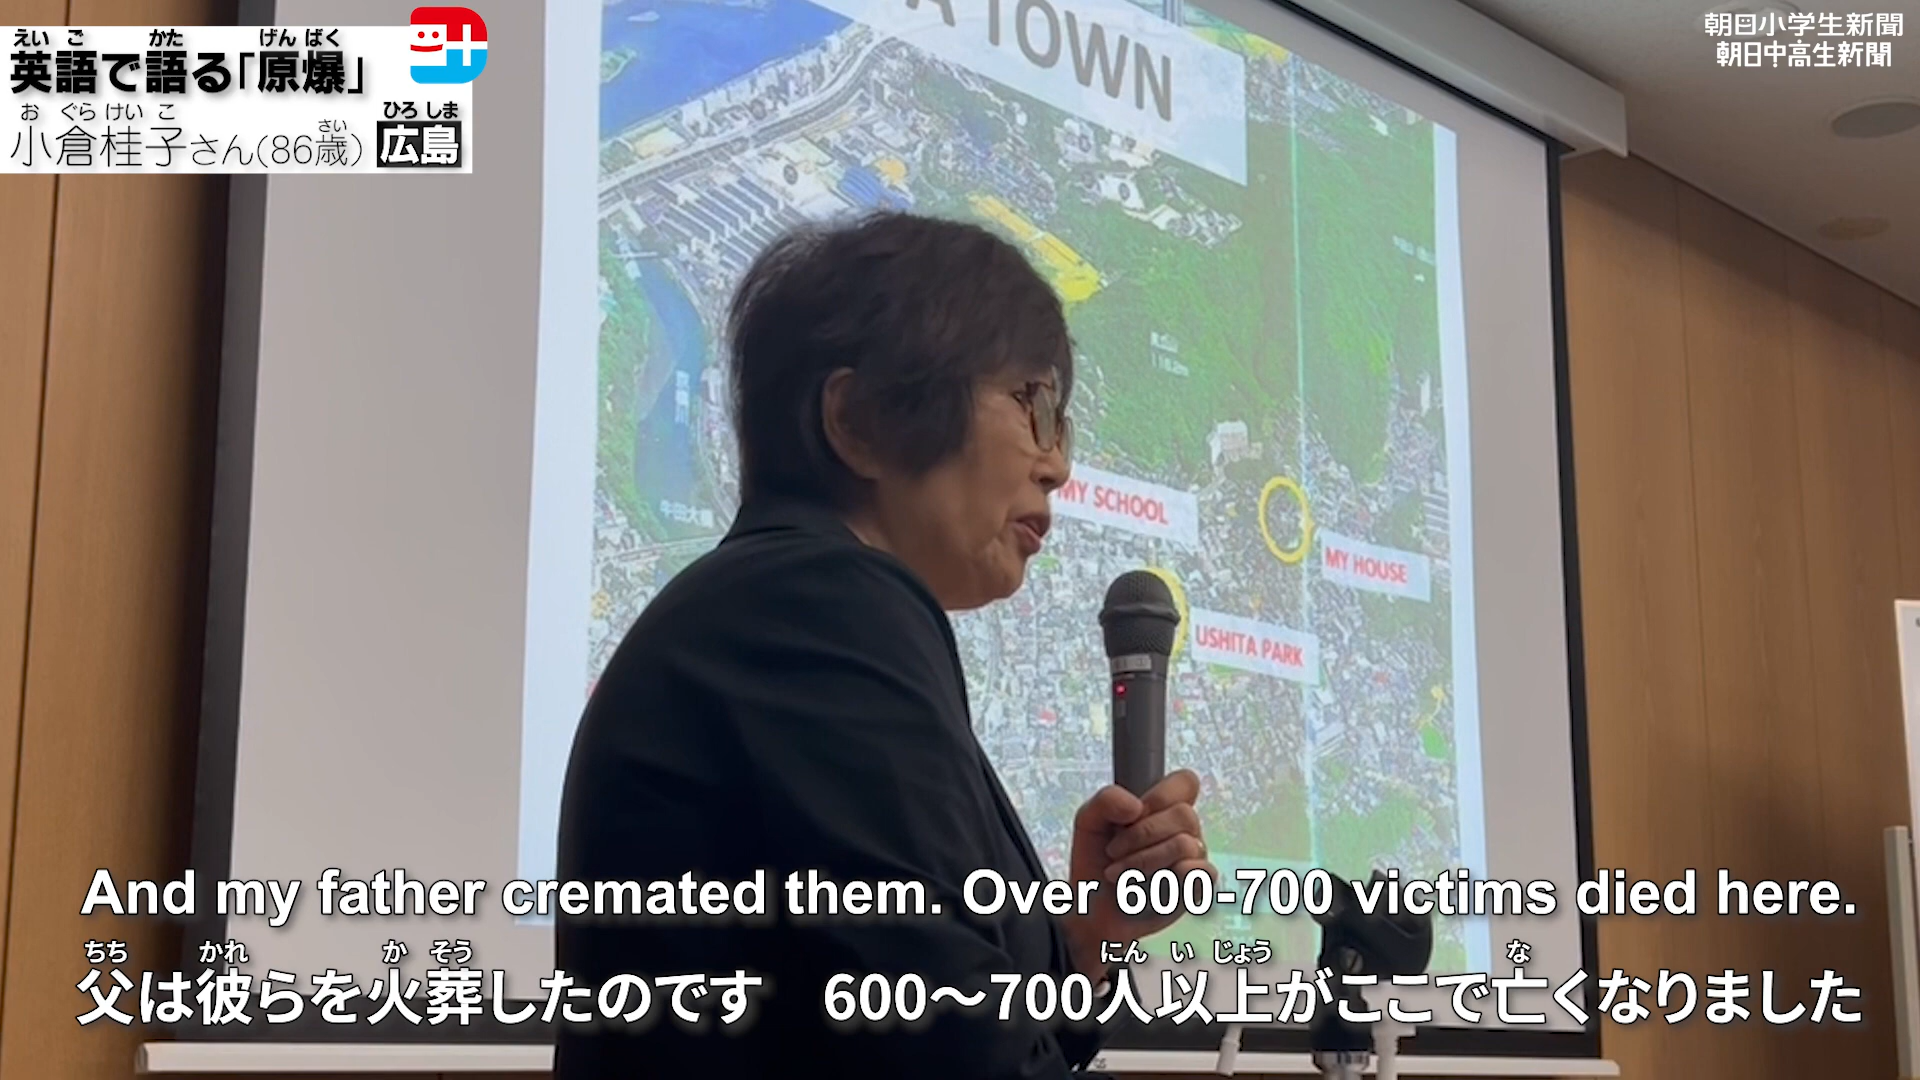 英語で語る「原爆」
えい ご かた げん ばく
小倉桂子さん(86歳) 広島
お ぐら けい こ さい ひろ しま
朝日小学生新聞
朝日中高生新聞
A TOWN
MY SCHOOL
MY HOUSE
USHITA PARK
牛田大橋
And my father cremated them. Over 600-700 victims died here.
ちち かれ か そう にん い じょう な
父は彼らを火葬したのです 600〜700人以上がここで亡くなりました